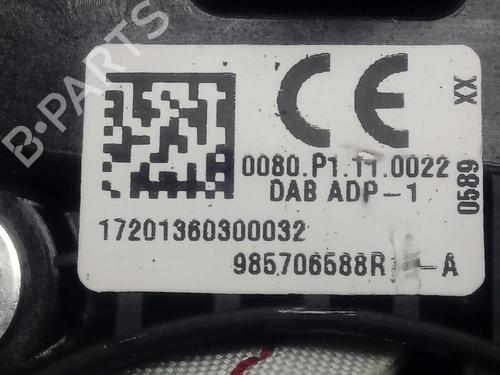 B-PARTS
CE
0080.P1.11.0022
DAB ADP-1
0589 XX
17201360300032
985706588R -A